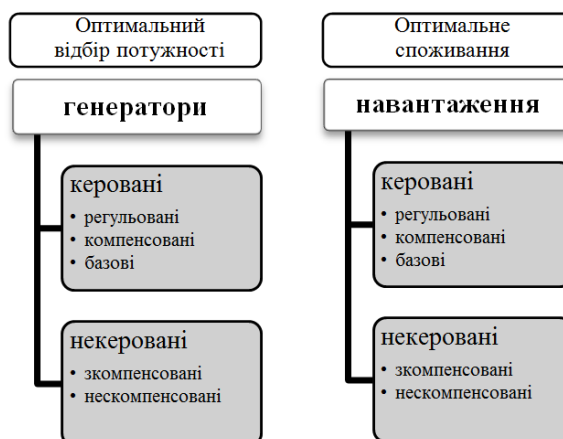 Оптимальний
відбір потужності
генератори
керовані
• регульовані
• компенсовані
• базові
некеровані
• зкомпенсовані
• нескомпенсовані
Оптимальне
споживання
навантаження
керовані
• регульовані
• компенсовані
• базові
некеровані
• зкомпенсовані
• нескомпенсовані